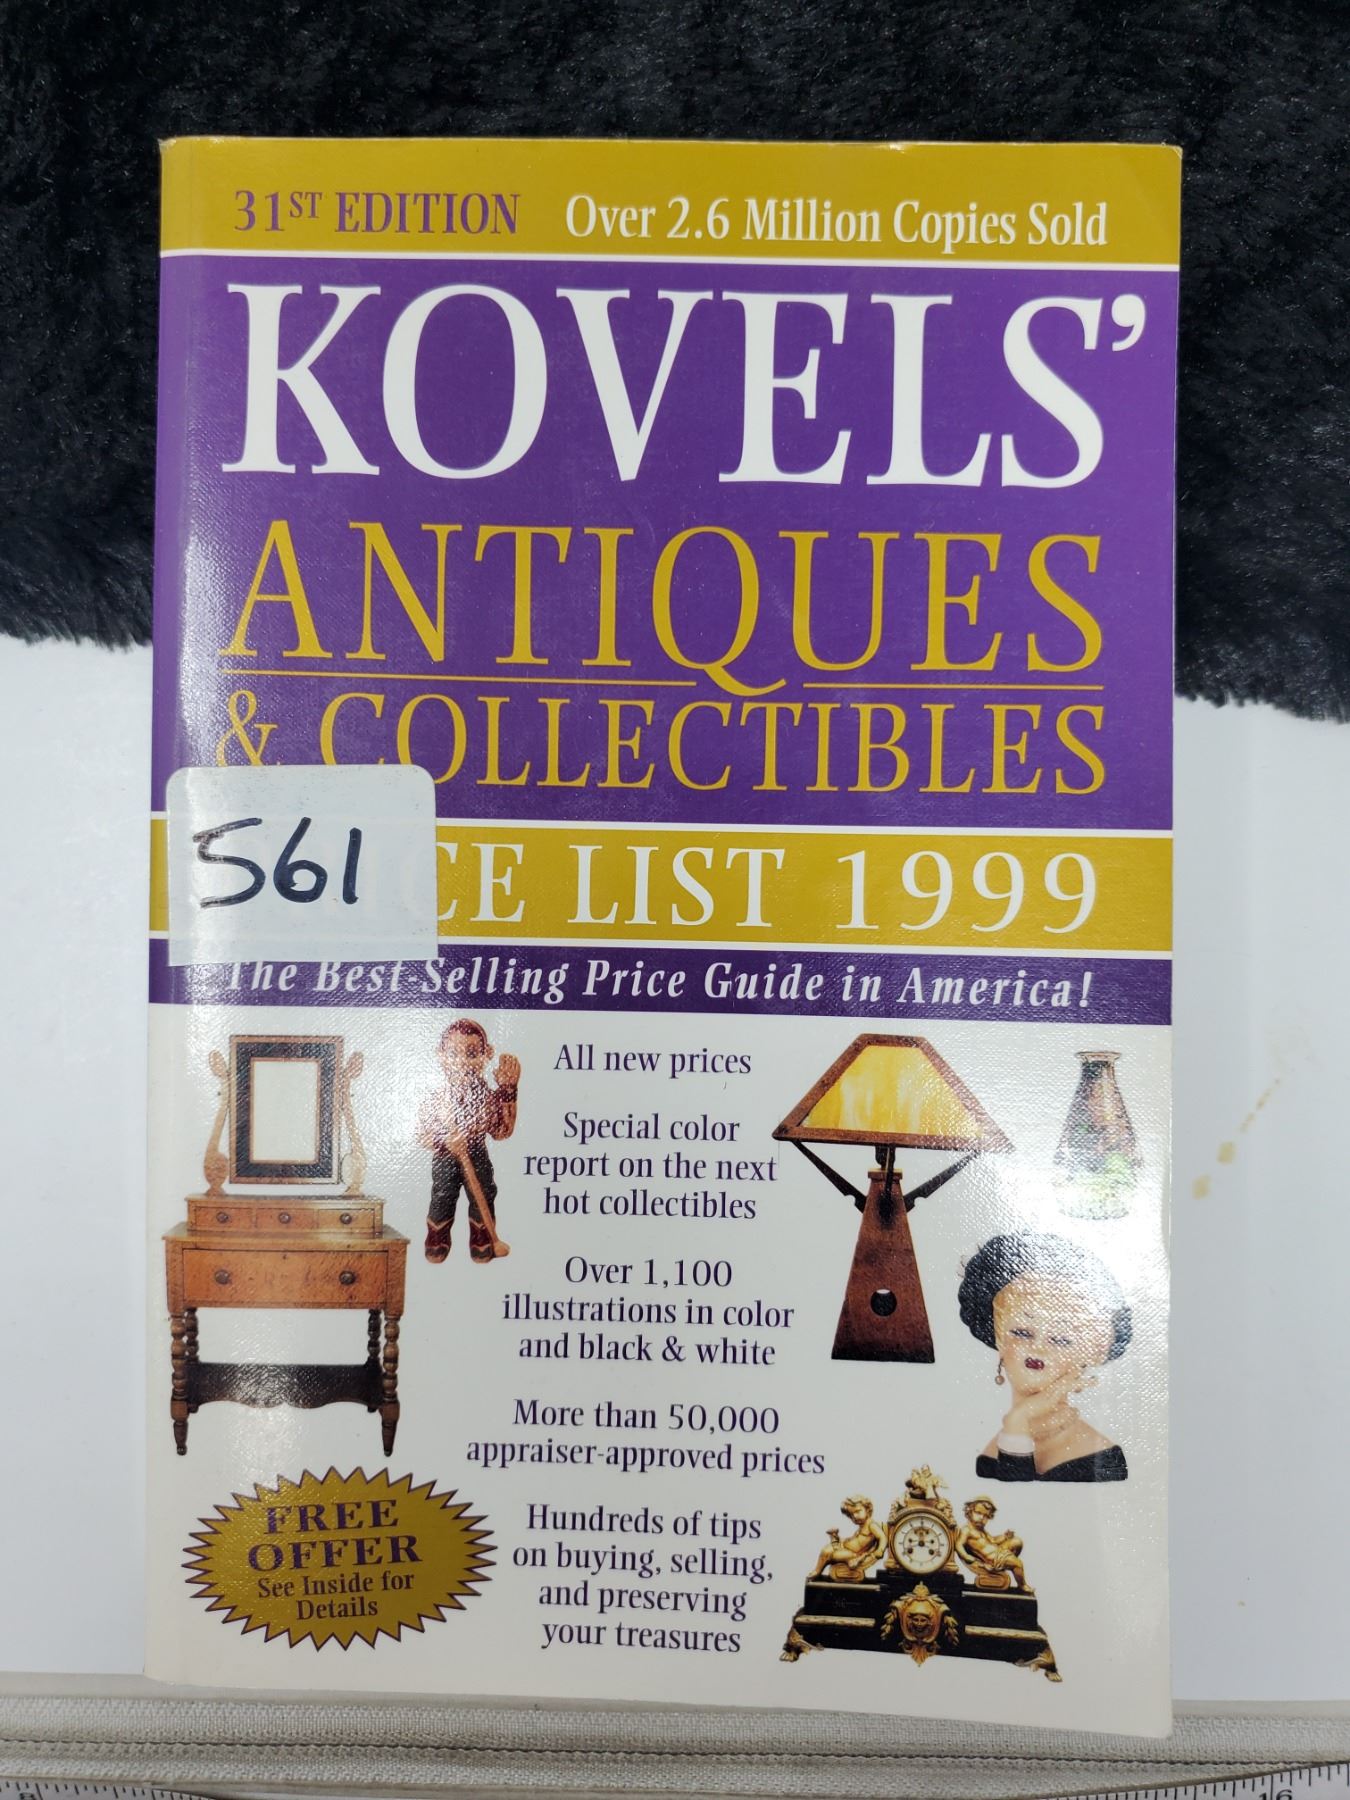 31ST EDITION Over 2.6 Million Copies Sold
KOVELS'
ANTIQUES
& COLLECTIBLES
561
CE LIST 1999
The Best-Selling Price Guide in America!
All new prices
Special color
report on the next
hot collectibles
Over 1,100
illustrations in color
and black & white
More than 50,000
appraiser-approved prices
Hundreds of tips
on buying, selling,
and preserving
your treasures
FREE
OFFER
See Inside for
Details
8
16